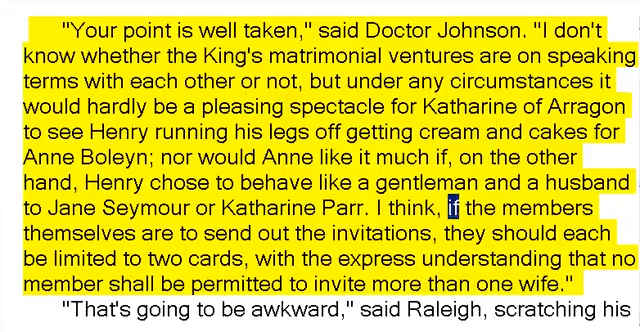 "Your point is well taken," said Doctor Johnson. "I don't
know whether the King's matrimonial ventures are on speaking
terms with each other or not, but under any circumstances it
would hardly be a pleasing spectacle for Katharine of Arragon
to see Henry running his legs off getting cream and cakes for
Anne Boleyn; nor would Anne like it much if, on the other
hand, Henry chose to behave like a gentleman and a husband
to Jane Seymour or Katharine Parr. I think, if the members
themselves are to send out the invitations, they should each
be limited to two cards, with the express understanding that no
member shall be permitted to invite more than one wife."
"That's going to be awkward," said Raleigh, scratching his